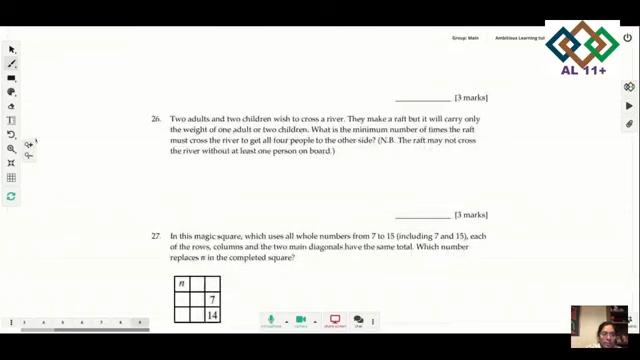 Group: Main
Ambitious Learning tut
AL 11+
[3 marks]
26. Two adults and two children wish to cross a river. They make a raft but it will carry only
the weight of one adult or two children. What is the minimum number of times the raft
must cross the river to get all four people to the other side? (N.B. The raft may not cross
the river without at least one person on board.)
[3 marks]
27. In this magic square, which uses all whole numbers from 7 to 15 (including 7 and 15), each
of the rows, columns and the two main diagonals have the same total. Which number
replaces n in the completed square?
n
7
14
share screen
chat